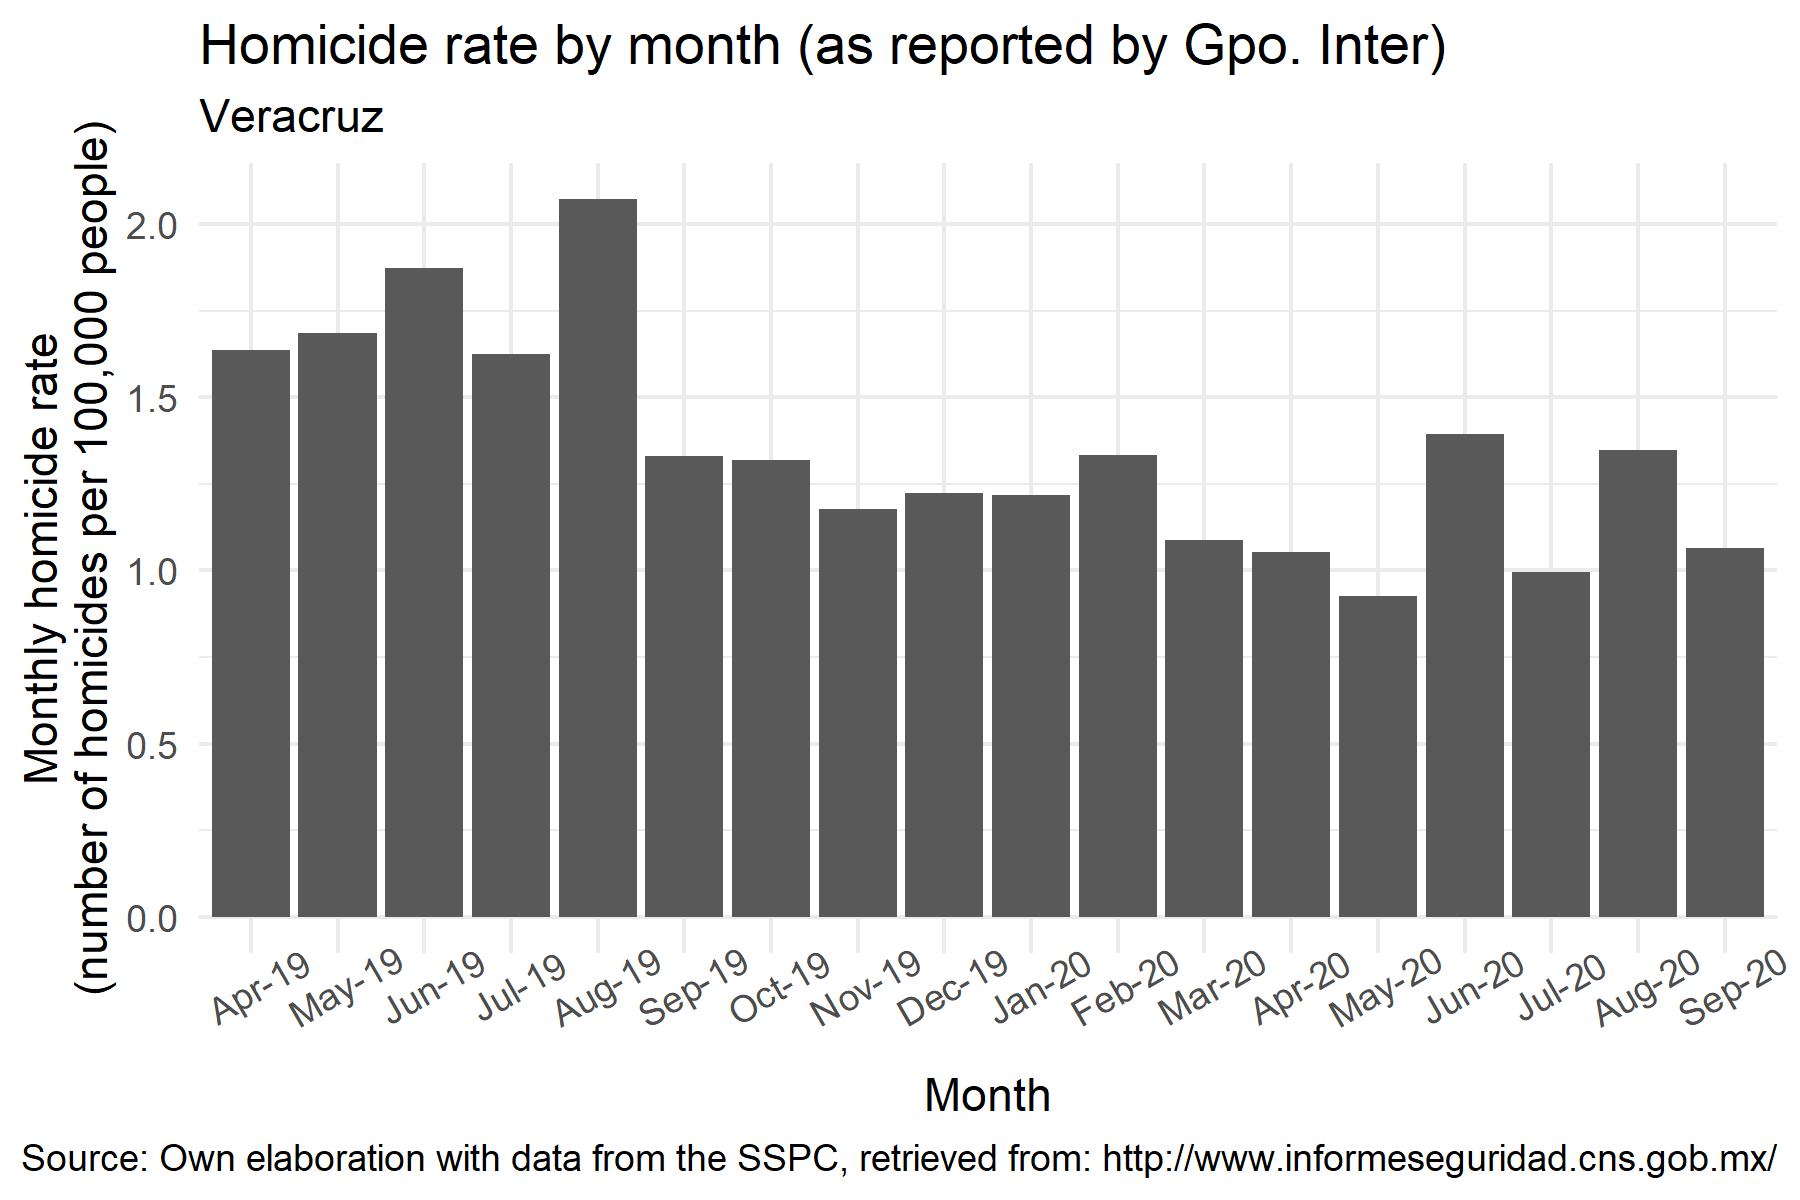 Homicide rate by month (as reported by Gpo. Inter)
Veracruz
Monthly homicide rate
(number of homicides per 100,000 people)
2.0
1.5
1.0
0.5
0.0
Apr-19
May-19
Jun-19
Jul-19
Aug-19
Sep-19
Oct-19
Nov-19
Dec-19
Jan-20
Feb-20
Mar-20
Apr-20
May-20
Jun-20
Jul-20
Aug-20
Sep-20
Month
Source: Own elaboration with data from the SSPC, retrieved from: http://www.informeseguridad.cns.gob.mx/